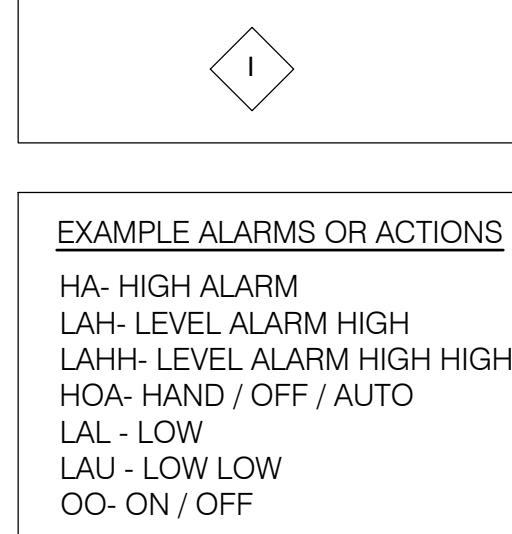 I
EXAMPLE ALARMS OR ACTIONS
HA- HIGH ALARM
LAH- LEVEL ALARM HIGH
LAHH- LEVEL ALARM HIGH HIGH
HOA- HAND / OFF / AUTO
LAL - LOW
LAU - LOW LOW
OO- ON / OFF